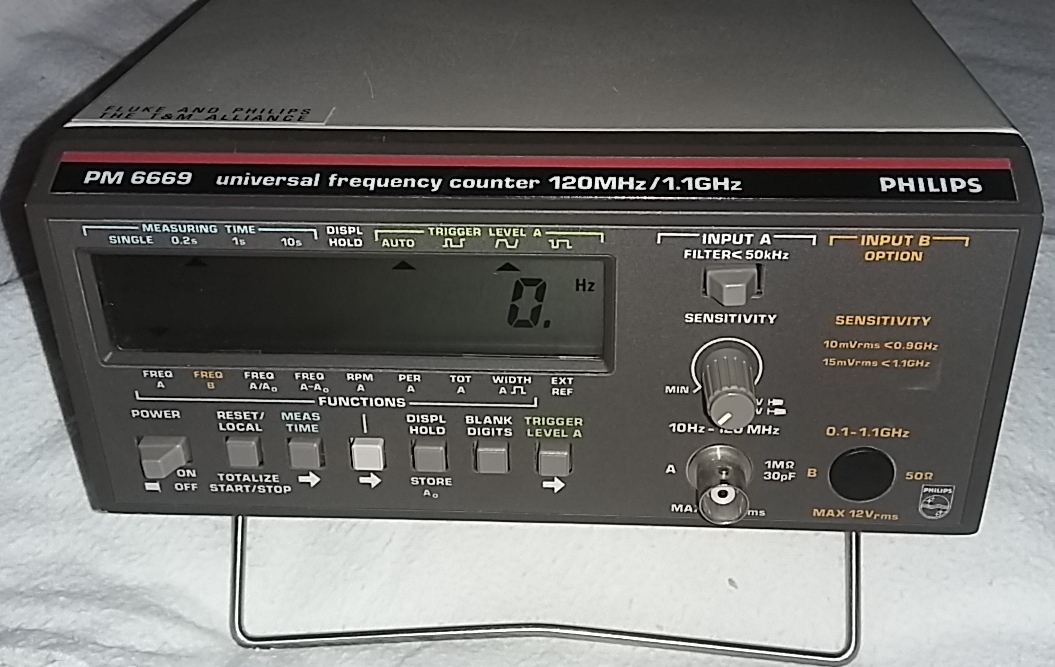 FLUKE AND PHILIPS
THE T&M ALLIANCE
PM 6669 universal frequency counter 120MHz/1.1GHz PHILIPS
MEASURING TIME
SINGLE 0.2s 1s 10s
DISPL
HOLD
TRIGGER LEVEL A
AUTO
INPUT A
FILTER< 50kHz
INPUT B
OPTION
0. Hz
SENSITIVITY
SENSITIVITY
10mVrms <0.9GHz
15mVrms <1.1GHz
FREQ A
FREQ B
FREQ A/A₀
FREQ A-A₀
RPM A
PER A
TOT A
WIDTH A
EXT REF
FUNCTIONS
MIN
POWER
RESET/
LOCAL
MEAS
TIME
DISPL
HOLD
BLANK
DIGITS
TRIGGER
LEVEL A
10Hz-120 MHz
0.1-1.1GHz
ON
OFF
TOTALIZE
START/STOP
STORE
A₀
A
1MΩ
30pF
B
50Ω
PHILIPS
MAX 12Vrms